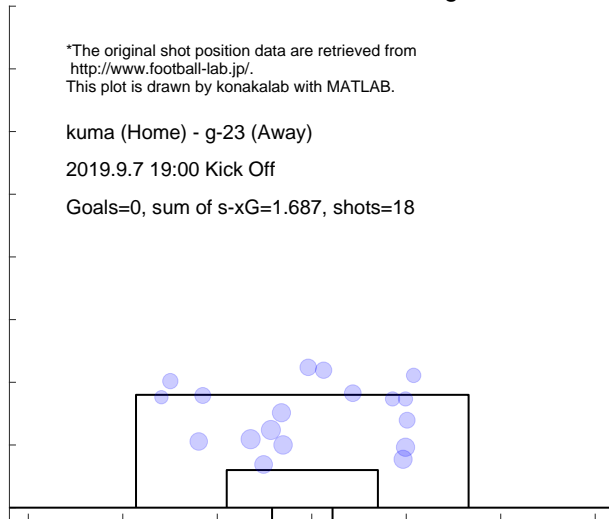 *The original shot position data are retrieved from
http://www.football-lab.jp/.
This plot is drawn by konakalab with MATLAB.
kuma (Home) - g-23 (Away)
2019.9.7 19:00 Kick Off
Goals=0, sum of s-xG=1.687, shots=18